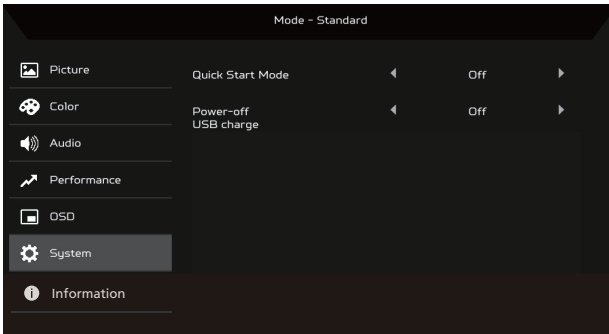 Mode - Standard
Picture
Quick Start Mode Off
Color
Power-off Off
USB charge
Audio
Performance
OSD
System
Information